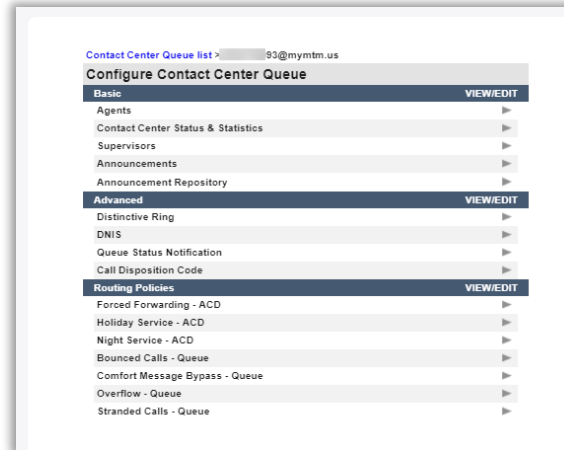 Contact Center Queue list > 93@mymtm.us
Configure Contact Center Queue
Basic VIEW/EDIT
Agents
Contact Center Status & Statistics
Supervisors
Announcements
Announcement Repository
Advanced VIEW/EDIT
Distinctive Ring
DNIS
Queue Status Notification
Call Disposition Code
Routing Policies VIEW/EDIT
Forced Forwarding - ACD
Holiday Service - ACD
Night Service - ACD
Bounced Calls - Queue
Comfort Message Bypass - Queue
Overflow - Queue
Stranded Calls - Queue